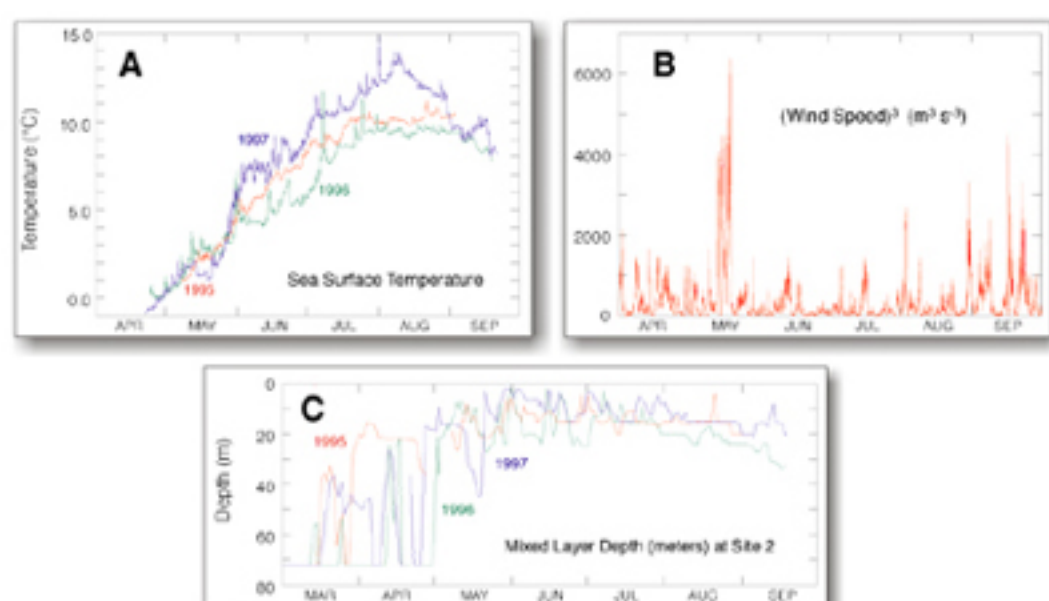 A
15.0
10.0
5.0
0.0
Temperature (°C)
1997
1996
1995
Sea Surface Temperature
APR MAY JUN JUL AUG SEP
B
6000
4000
2000
0
(Wind Speed)³ (m³ s⁻³)
APR MAY JUN JUL AUG SEP
C
0
20
40
60
80
Depth (m)
1995
1997
1996
Mixed Layer Depth (meters) at Site 2
MAR APR MAY JUN JUL AUG SEP